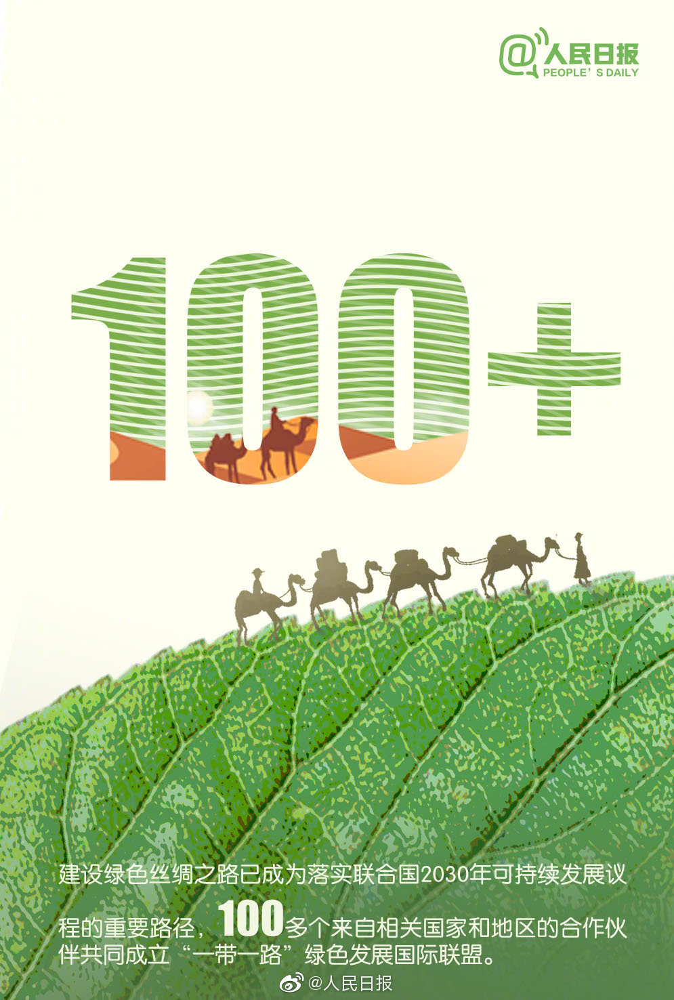 @人民日报
PEOPLE'S DAILY
100+
建设绿色丝绸之路已成为落实联合国2030年可持续发展议
程的重要路径，100多个来自相关国家和地区的合作伙
伴共同成立“一带一路”绿色发展国际联盟。
@人民日报